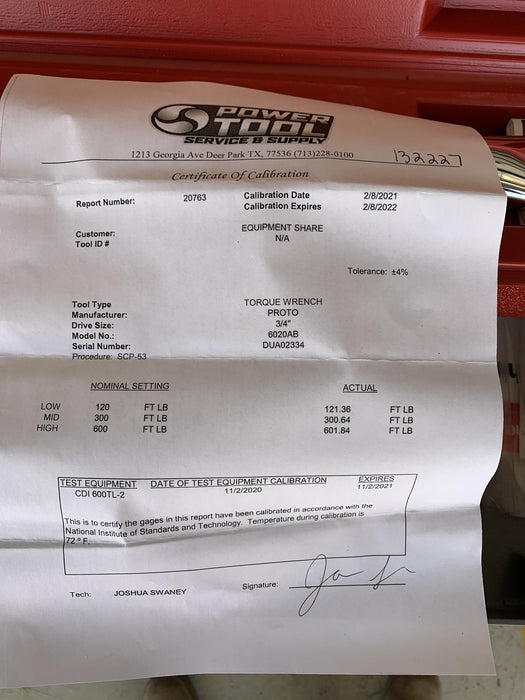 POWER
TOOL
SERVICE & SUPPLY
1213 Georgia Ave Deer Park TX, 77536 (713)228-0100 132227
Certificate Of Calibration
Report Number: 20763 Calibration Date 2/8/2021
Calibration Expires 2/8/2022
Customer: EQUIPMENT SHARE
Tool ID # N/A
Tolerance: ±4%
Tool Type TORQUE WRENCH
Manufacturer: PROTO
Drive Size: 3/4"
Model No.: 6020AB
Serial Number: DUA02334
Procedure: SCP-53
NOMINAL SETTING ACTUAL
LOW 120 FT LB 121.36 FT LB
MID 300 FT LB 300.64 FT LB
HIGH 600 FT LB 601.84 FT LB
TEST EQUIPMENT DATE OF TEST EQUIPMENT CALIBRATION EXPIRES
CDI 600TL-2 11/2/2020 11/2/2021
This is to certify the gages in this report have been calibrated in accordance with the
National Institute of Standards and Technology. Temperature during calibration is
72 ° F.
Tech: JOSHUA SWANEY Signature: